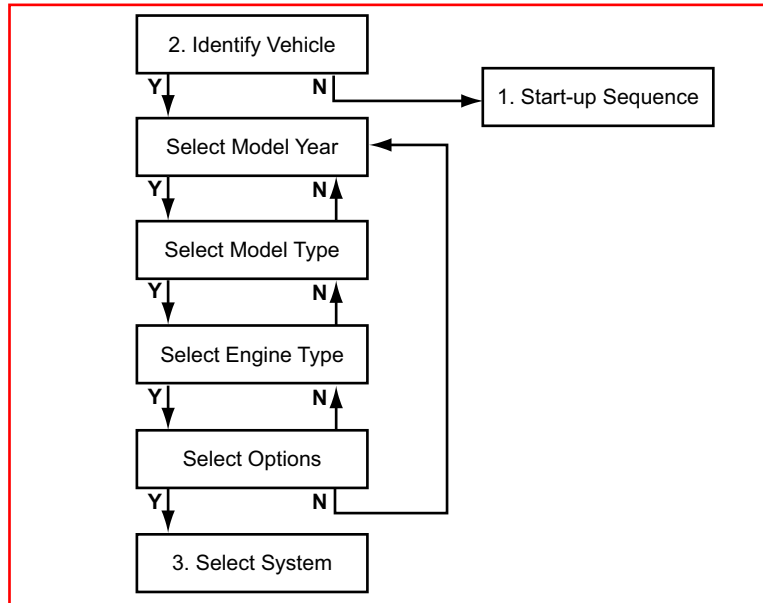 2. Identify Vehicle
Y
N
1. Start-up Sequence
Select Model Year
Y
N
Select Model Type
Y
N
Select Engine Type
Y
N
Select Options
Y
N
3. Select System